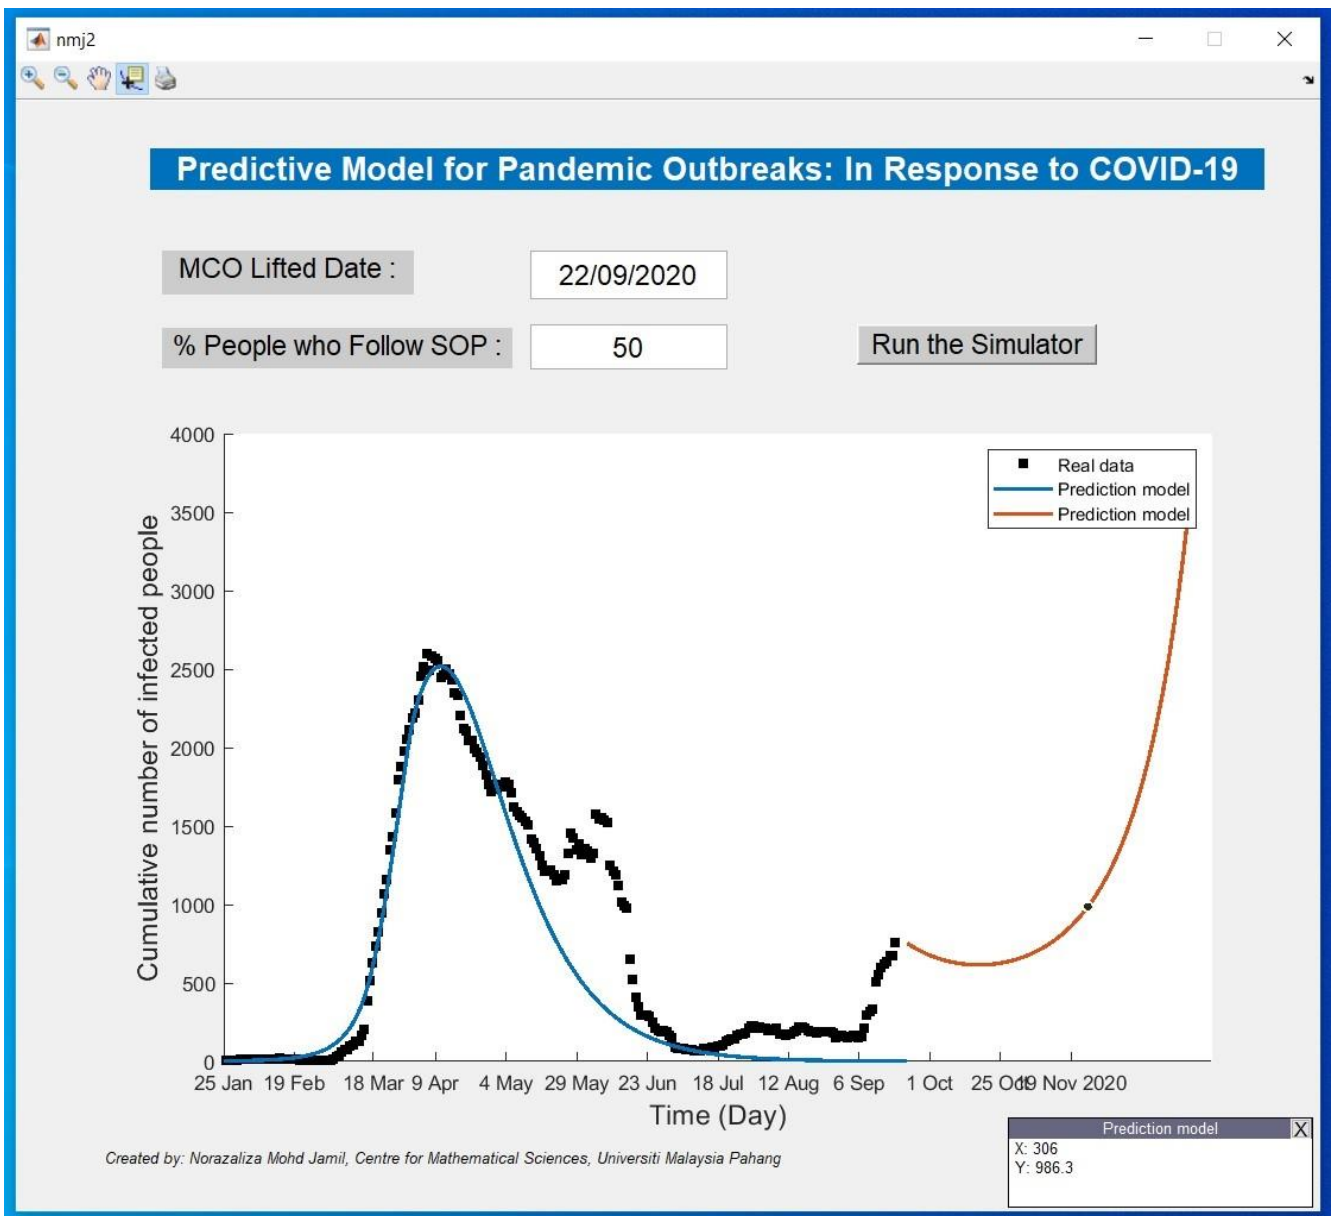 nmj2
Predictive Model for Pandemic Outbreaks: In Response to COVID-19
MCO Lifted Date :
22/09/2020
% People who Follow SOP :
50
Run the Simulator
Real data
Prediction model
Prediction model
Cumulative number of infected people
4000
3500
3000
2500
2000
1500
1000
500
0
25 Jan 19 Feb 18 Mar 9 Apr 4 May 29 May 23 Jun 18 Jul 12 Aug 6 Sep 1 Oct 25 Oct 19 Nov 2020
Time (Day)
Prediction model X
X: 306
Y: 986.3
Created by: Norazaliza Mohd Jamil, Centre for Mathematical Sciences, Universiti Malaysia Pahang